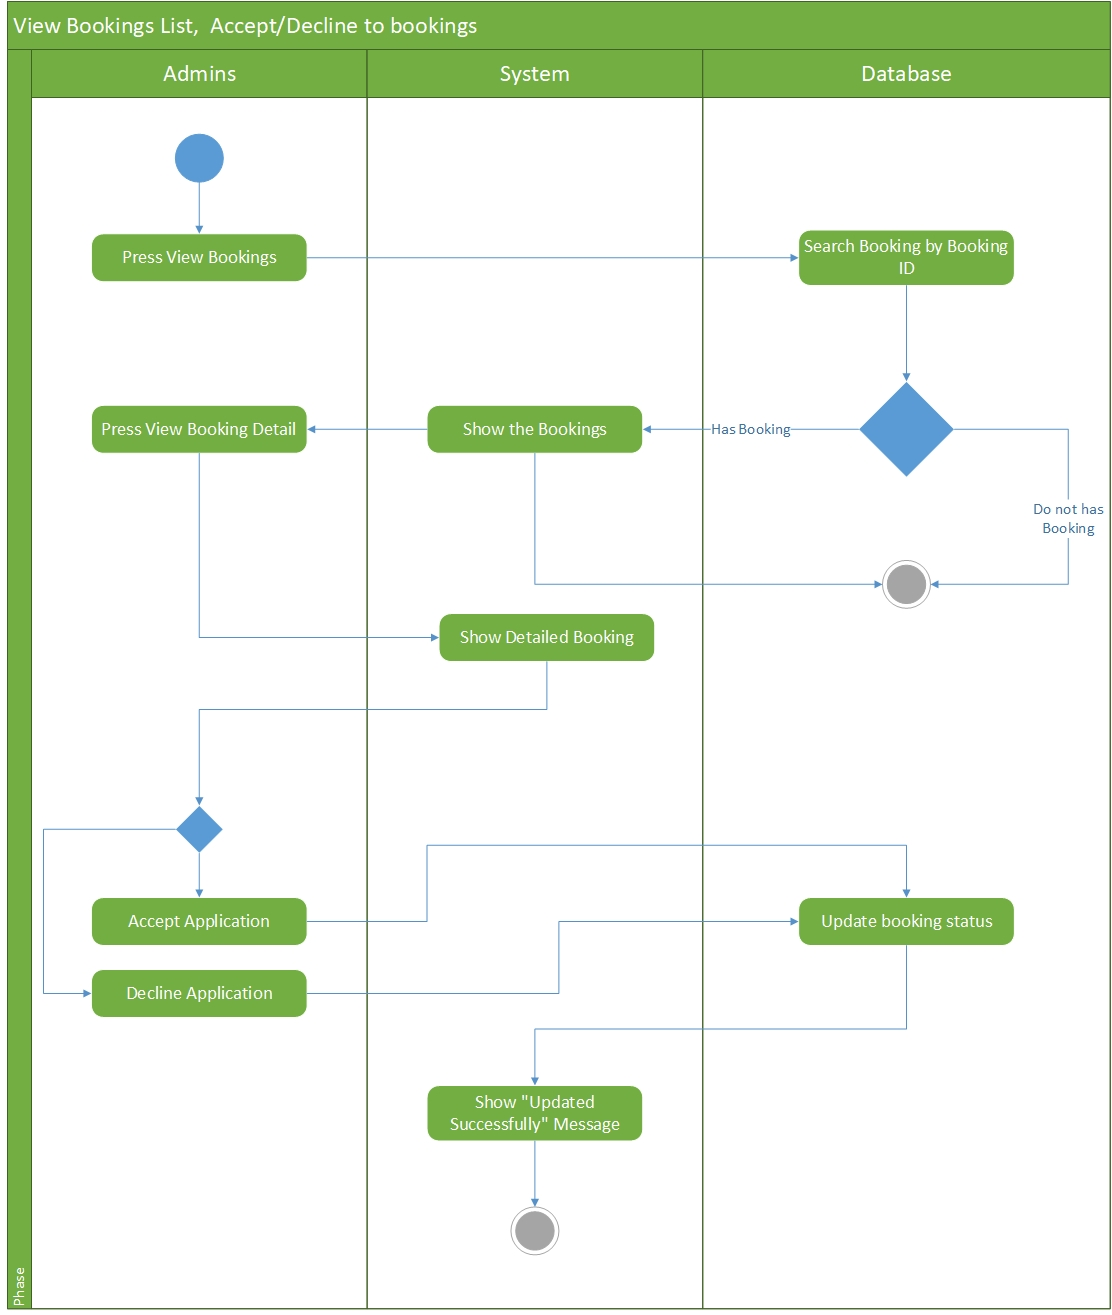 View Bookings List,  Accept/Decline to bookings
Admins
System
Database
Press View Bookings
Search Booking by Booking
ID
Press View Booking Detail
Show the Bookings
Has Booking
Do not has
Booking
Show Detailed Booking
Accept Application
Update booking status
Decline Application
Show "Updated
Successfully" Message
Phase